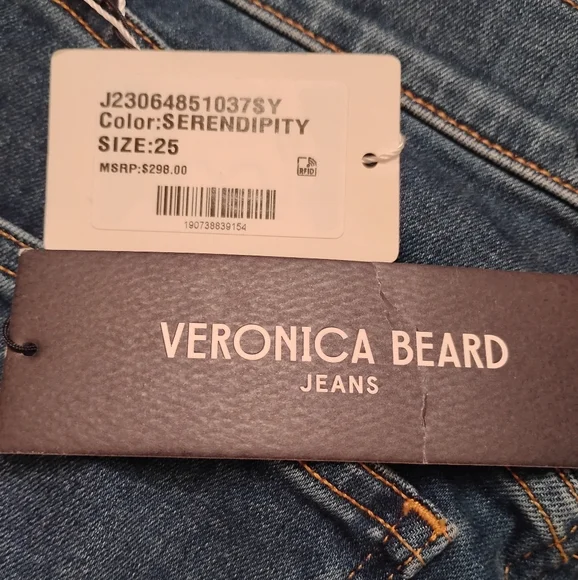 J23064851037SY
Color:SERENDIPITY
SIZE:25
MSRP:$298.00
RFID
190738839154
VERONICA BEARD
JEANS